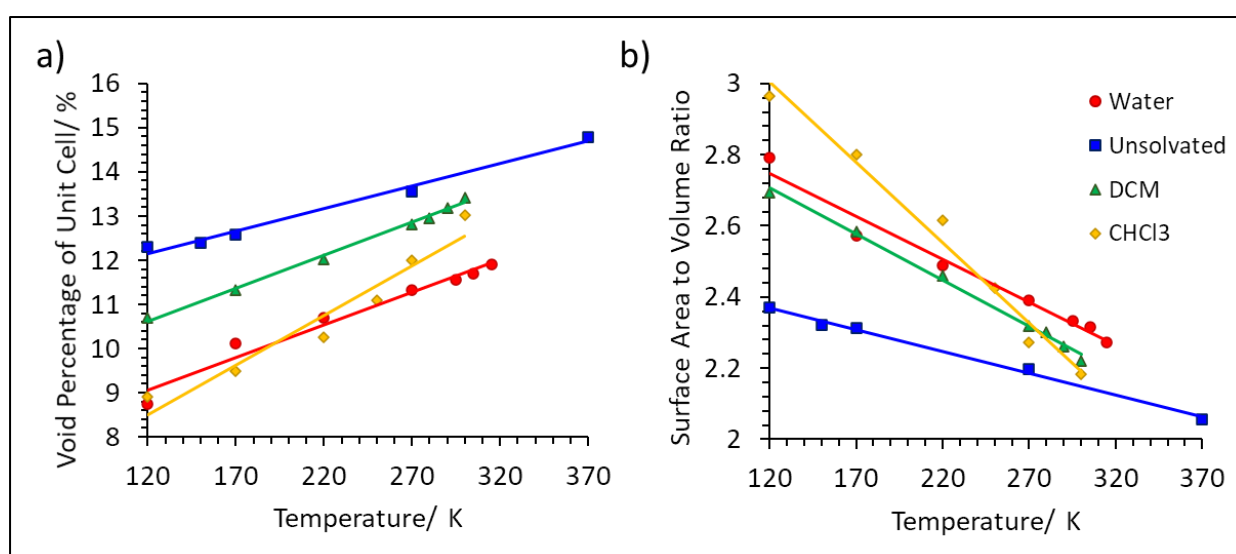 a)
Void Percentage of Unit Cell/ %
16
15
14
13
12
11
10
9
8
120 170 220 270 320 370
Temperature/ K
b)
Surface Area to Volume Ratio
3
2.8
2.6
2.4
2.2
2
120 170 220 270 320 370
Temperature/ K
Water
Unsolvated
DCM
CHCl3